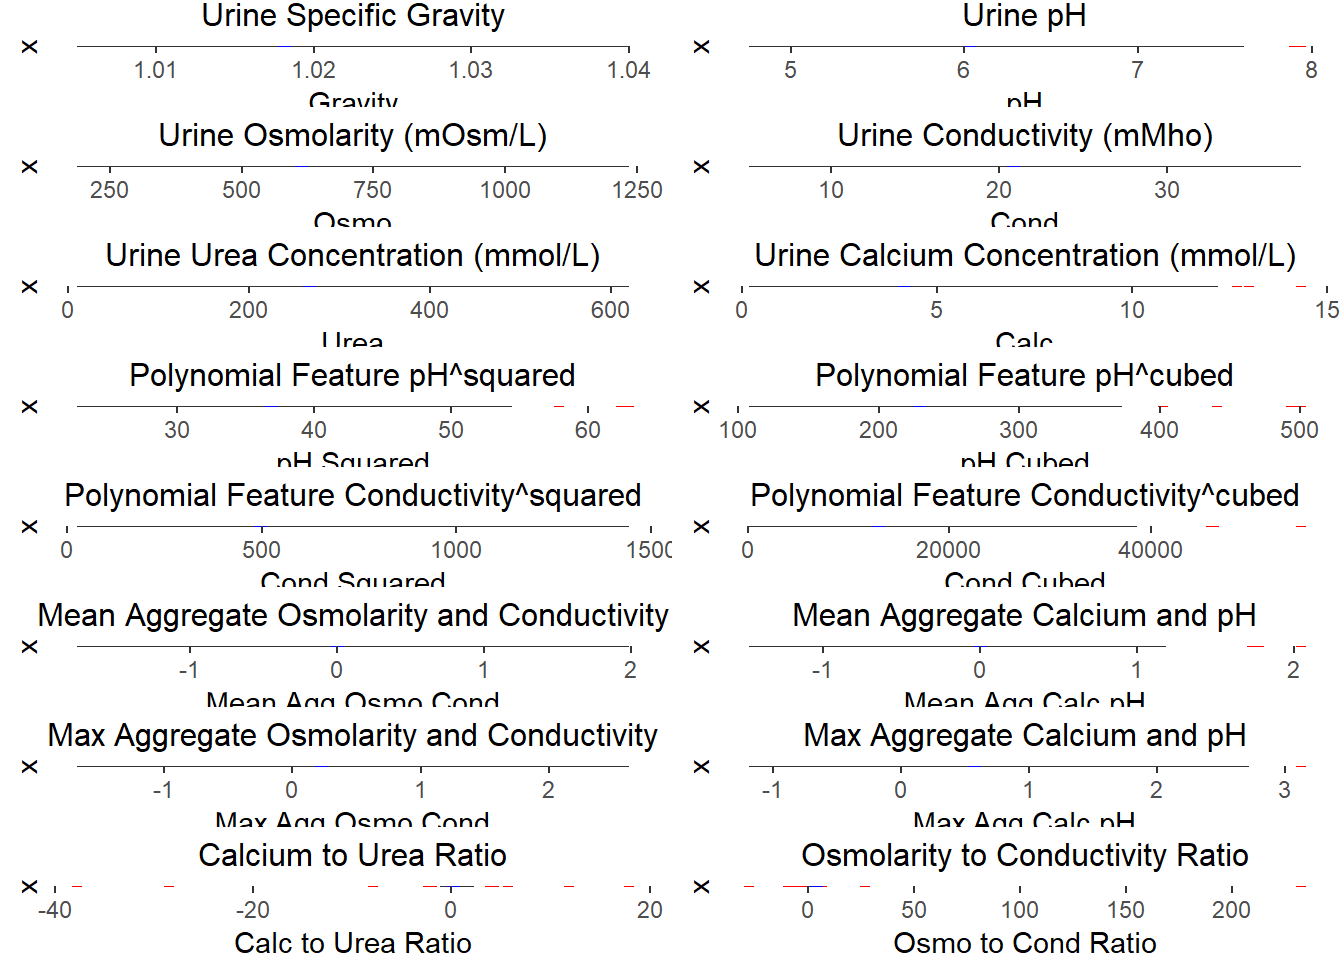 Urine Specific Gravity
x
1.01 1.02 1.03 1.04
Gravity
Urine pH
x
5 6 7 8
pH
Urine Osmolarity (mOsm/L)
x
250 500 750 1000 1250
Osmo
Urine Conductivity (mMho)
x
10 20 30
Cond
Urine Urea Concentration (mmol/L)
x
0 200 400 600
Urea
Urine Calcium Concentration (mmol/L)
x
0 5 10 15
Calc
Polynomial Feature pH^squared
x
30 40 50 60
pH Squared
Polynomial Feature pH^cubed
x
100 200 300 400 500
pH Cubed
Polynomial Feature Conductivity^squared
x
0 500 1000 1500
Cond Squared
Polynomial Feature Conductivity^cubed
x
0 20000 40000
Cond Cubed
Mean Aggregate Osmolarity and Conductivity
x
-1 0 1 2
Mean Agg Osmo Cond
Mean Aggregate Calcium and pH
x
-1 0 1 2
Mean Agg Calc pH
Max Aggregate Osmolarity and Conductivity
x
-1 0 1 2
Max Agg Osmo Cond
Max Aggregate Calcium and pH
x
-1 0 1 2 3
Max Agg Calc pH
Calcium to Urea Ratio
x
-40 -20 0 20
Calc to Urea Ratio
Osmolarity to Conductivity Ratio
x
0 50 100 150 200
Osmo to Cond Ratio